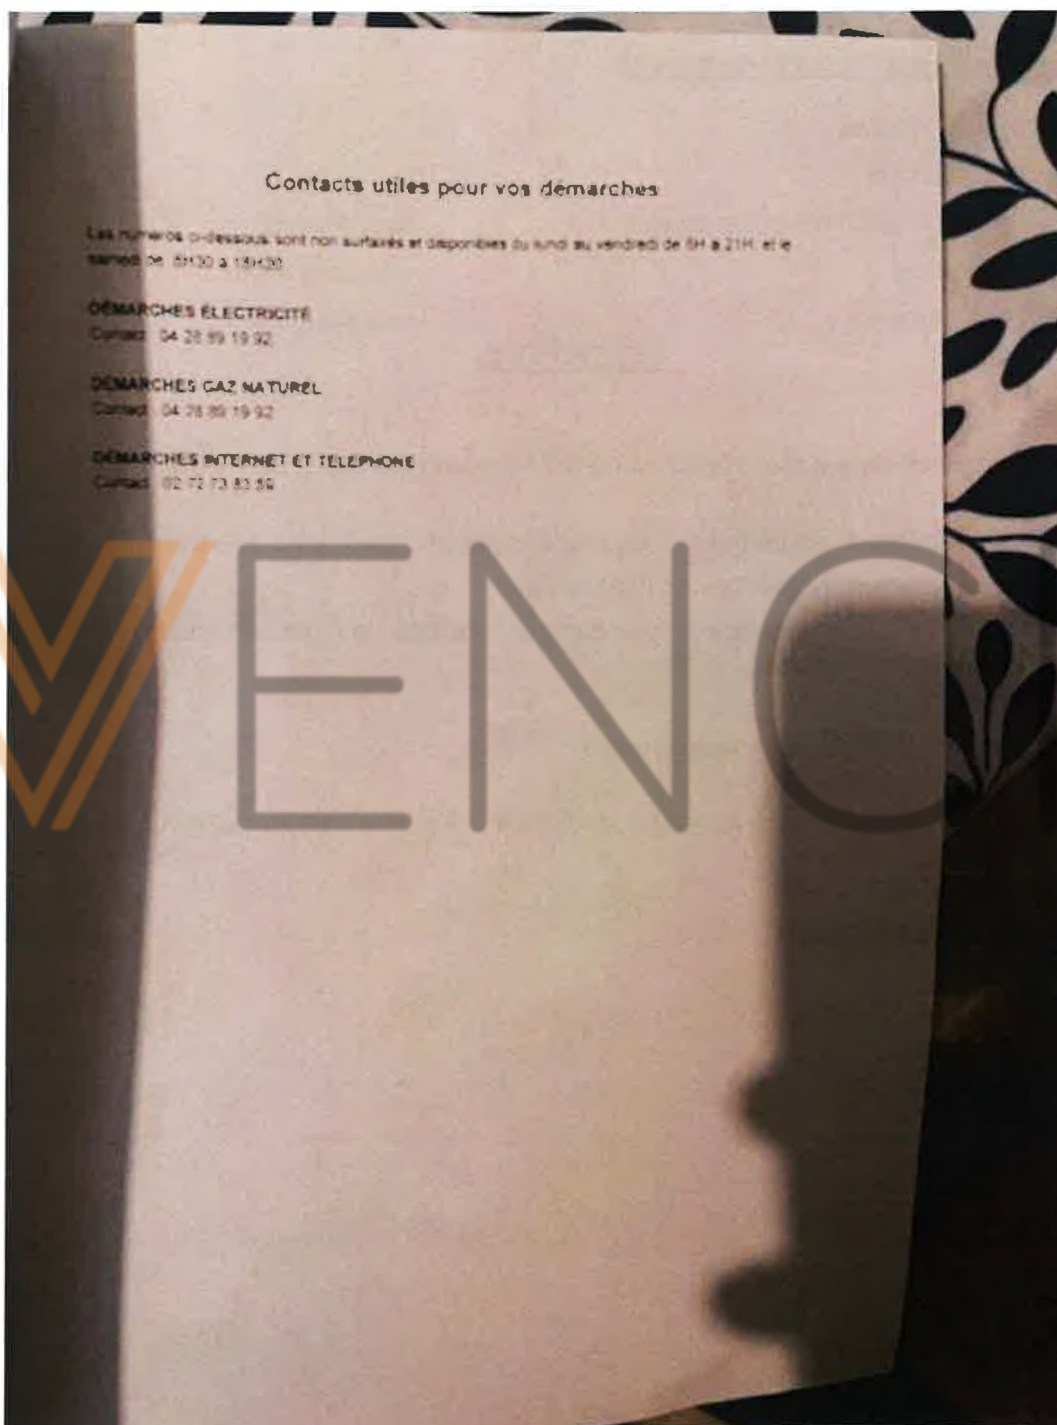 Contacts utiles pour vos démarches
Les numéros ci-dessous sont non surtaxés et disponibles du lundi au vendredi de 8H à 21H, et le
samedi de 8H30 à 18H30
DÉMARCHES ÉLECTRICITÉ
Contact : 04 28 89 19 92
DÉMARCHES GAZ NATUREL
Contact : 04 28 89 19 92
DÉMARCHES INTERNET ET TELEPHONE
Contact : 02 72 73 83 59
VENC